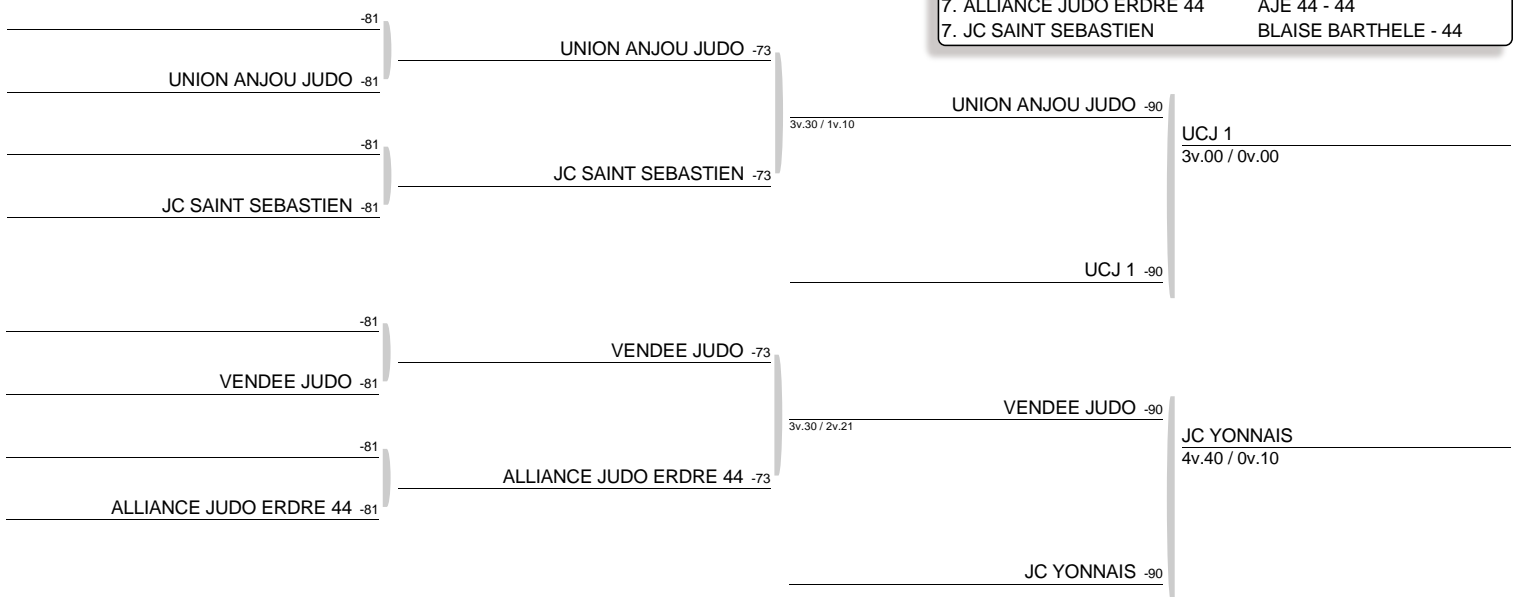 7. ALLIANCE JUDO ERDRE 44 AJE 44 - 44
7. JC SAINT SEBASTIEN BLAISE BARTHELE - 44
-81
UNION ANJOU JUDO -73
UNION ANJOU JUDO -81
UNION ANJOU JUDO -90
3v.30 / 1v.10
UCJ 1
3v.00 / 0v.00
-81
JC SAINT SEBASTIEN -73
JC SAINT SEBASTIEN -81
UCJ 1 -90
-81
VENDEE JUDO -73
VENDEE JUDO -81
VENDEE JUDO -90
3v.30 / 2v.21
JC YONNAIS
4v.40 / 0v.10
-81
ALLIANCE JUDO ERDRE 44 -73
ALLIANCE JUDO ERDRE 44 -81
JC YONNAIS -90